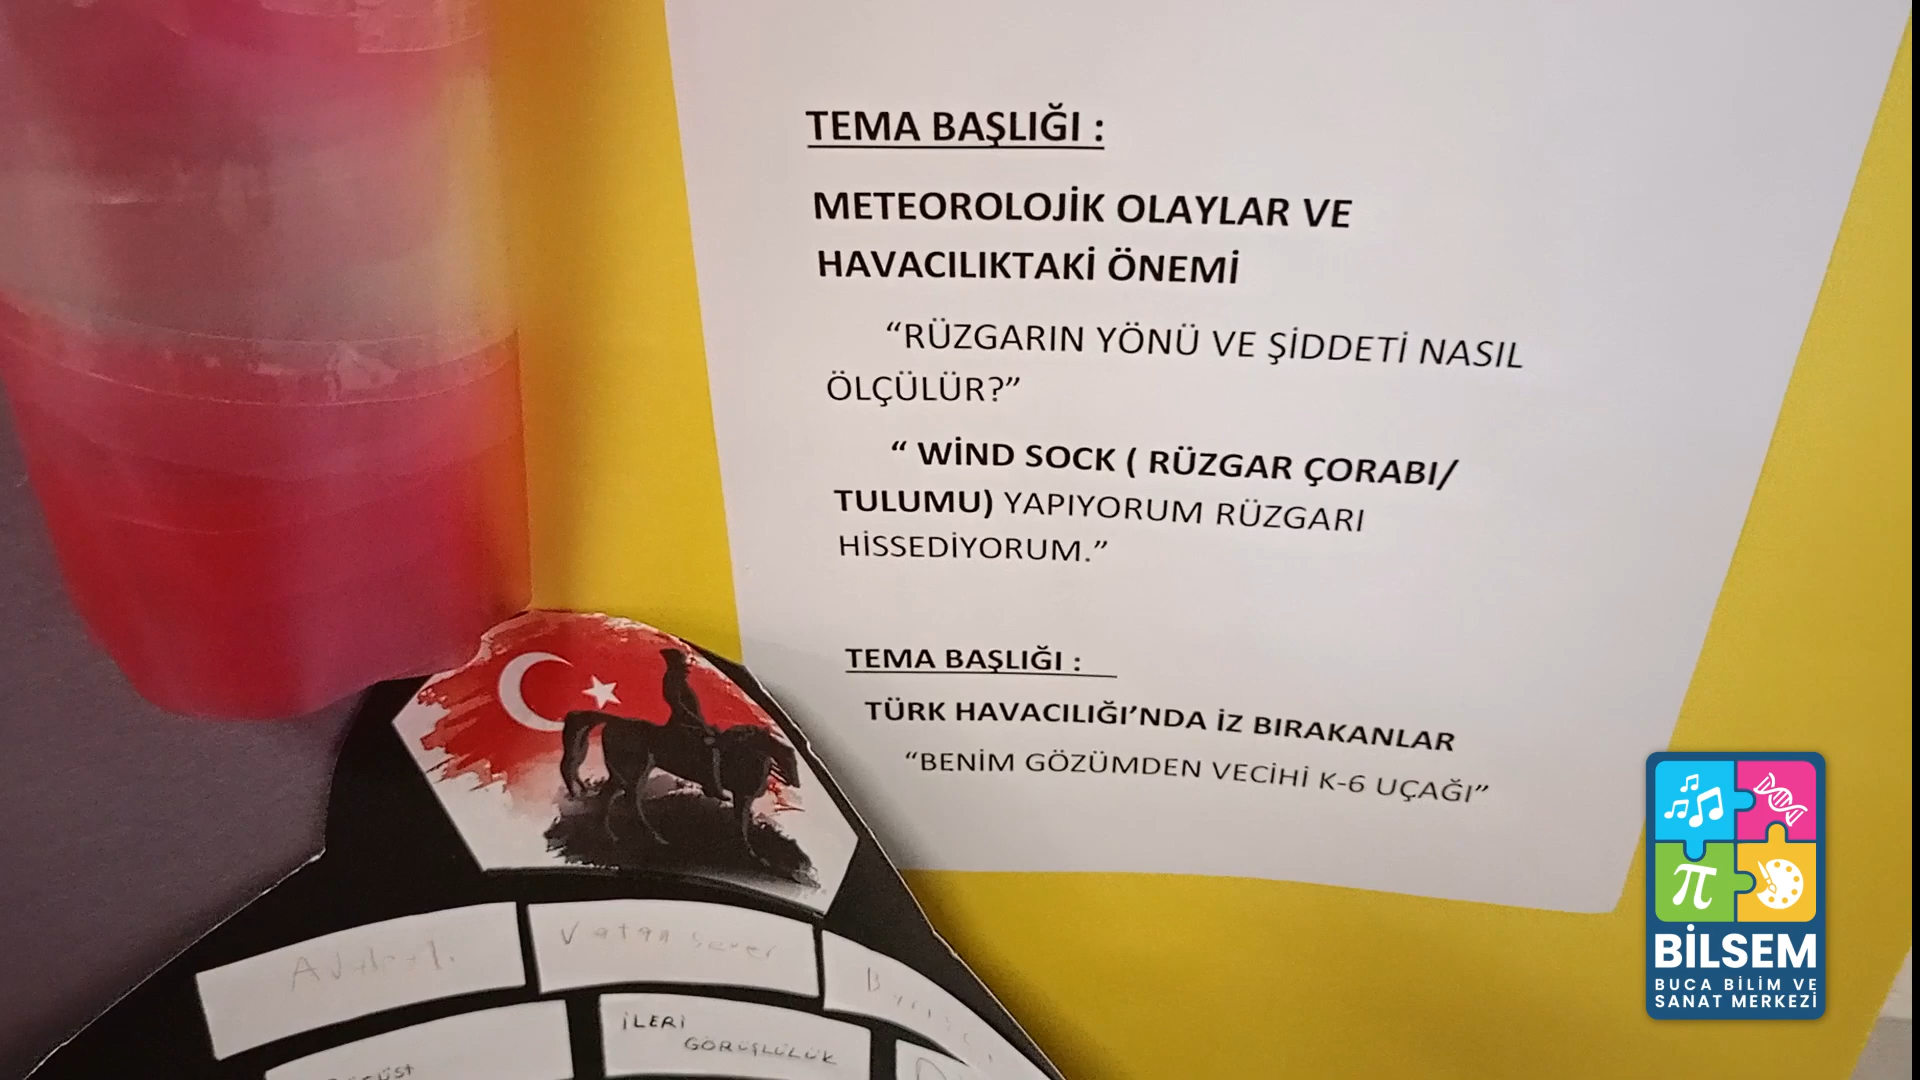 TEMA BAŞLIĞI :
METEOROLOJİK OLAYLAR VE
HAVACILIKTAKİ ÖNEMİ
“RÜZGARIN YÖNÜ VE ŞİDDETİ NASIL
ÖLÇÜLÜR?”
“ WİND SOCK ( RÜZGAR ÇORABI/
TULUMU) YAPIYORUM RÜZGARI
HİSSEDİYORUM.”
TEMA BAŞLIĞI :
TÜRK HAVACILIĞI’NDA İZ BIRAKANLAR
“BENİM GÖZÜMDEN VECİHİ K-6 UÇAĞI”
Vatan sever
İLERİ
GÖRÜŞLÜLÜK
BİLSEM
BUCA BİLİM VE
SANAT MERKEZİ